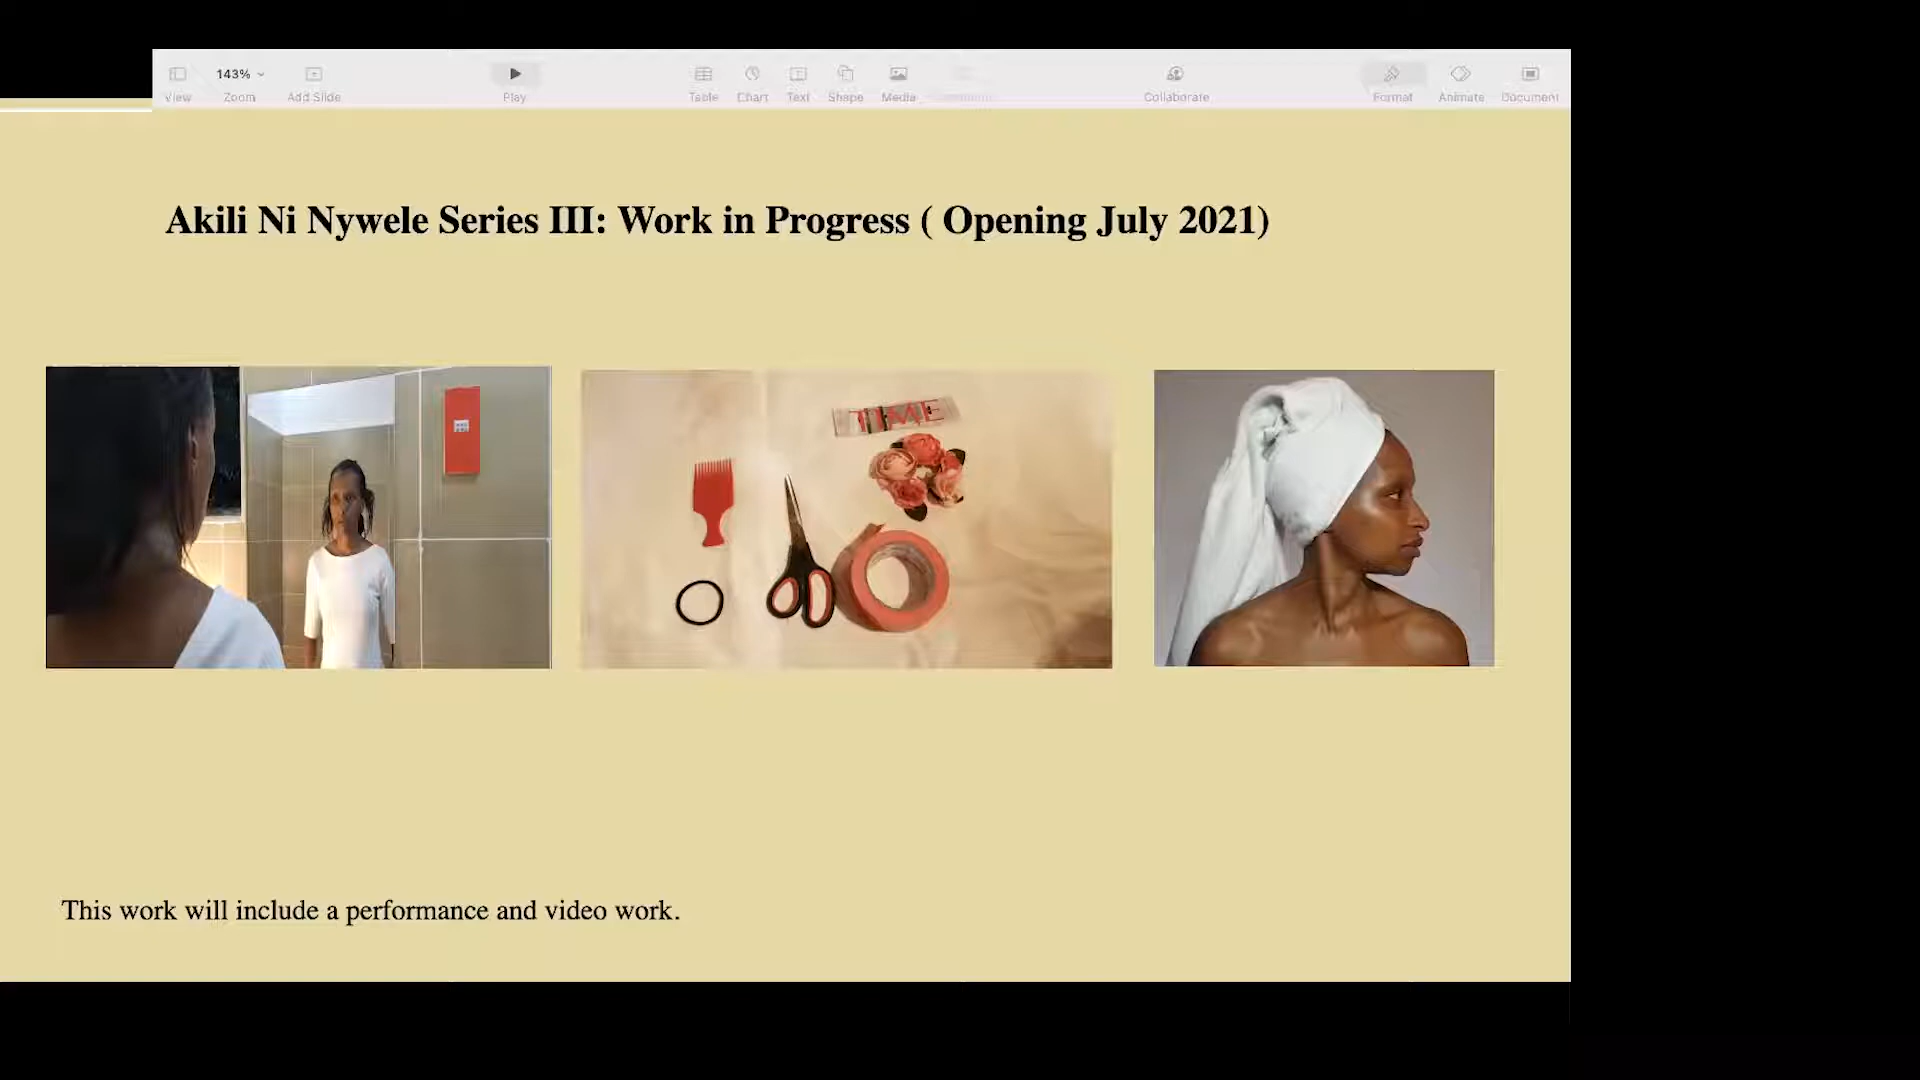 143%
View
Zoom
Add Slide
Play
Table
Chart
Text
Shape
Media
Collaborate
Format
Animate
Document
Akili Ni Nywele Series III: Work in Progress ( Opening July 2021)
TIME
This work will include a performance and video work.